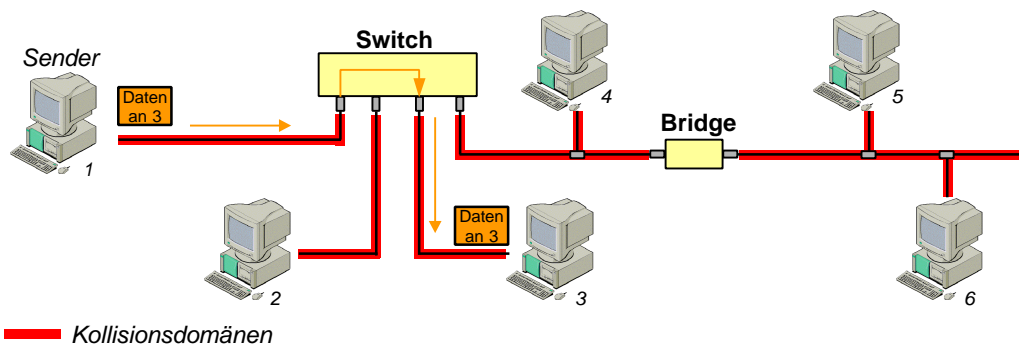 Switch
Sender
Daten
an 3
1
4
5
Bridge
Daten
an 3
2
3
6
Kollisionsdomänen